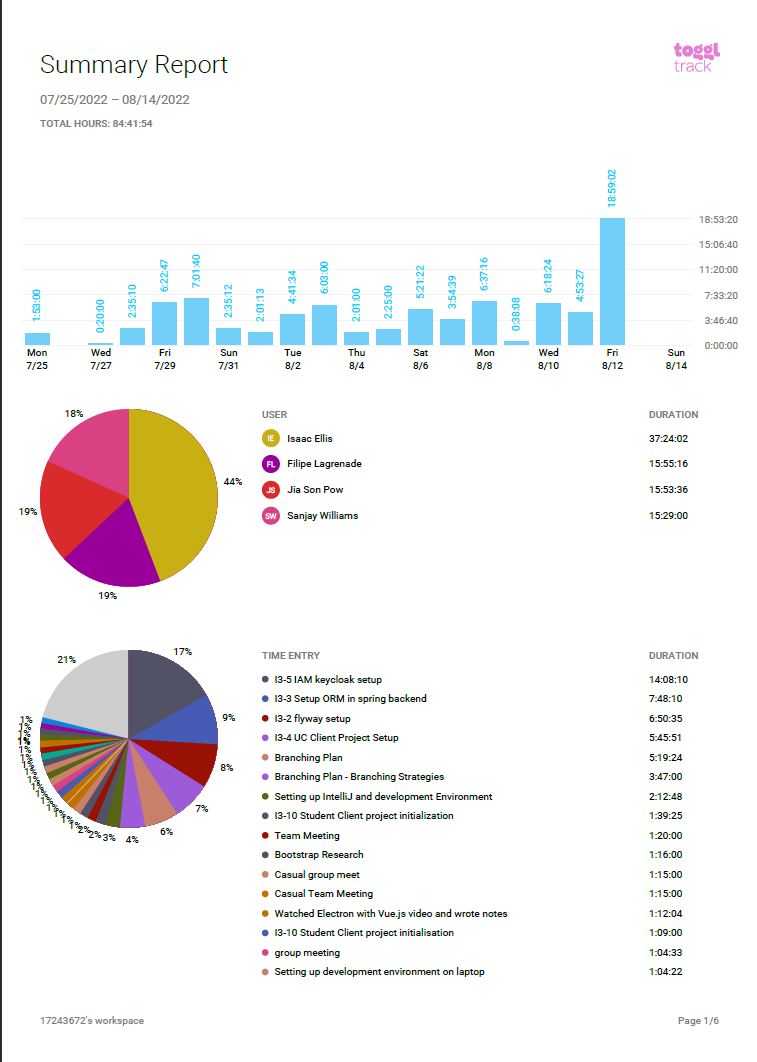 Summary Report
toggl
track
07/25/2022 – 08/14/2022
TOTAL HOURS: 84:41:54
18:59:02
18:53:20
15:06:40
11:20:00
7:33:20
3:46:40
0:00:00
1:53:00
0:20:00
2:35:10
6:22:47
7:01:40
2:35:12
2:01:13
4:41:34
6:03:00
2:01:00
2:25:00
5:21:22
3:54:39
6:37:16
0:38:08
6:18:24
4:53:27
Mon Wed Fri Sun Tue Thu Sat Mon Wed Fri Sun
7/25 7/27 7/29 7/31 8/2 8/4 8/6 8/8 8/10 8/12 8/14
18%
44%
19%
19%
USER DURATION
IE Isaac Ellis 37:24:02
FL Filipe Lagrenade 15:55:16
JS Jia Son Pow 15:53:36
SW Sanjay Williams 15:29:00
21%
17%
9%
8%
7%
6%
4%
3%
2%
2%
1%
1%
TIME ENTRY DURATION
I3-5 IAM keycloak setup 14:08:10
I3-3 Setup ORM in spring backend 7:48:10
I3-2 flyway setup 6:50:35
I3-4 UC Client Project Setup 5:45:51
Branching Plan 5:19:24
Branching Plan - Branching Strategies 3:47:00
Setting up IntelliJ and development Environment 2:12:48
I3-10 Student Client project initialization 1:39:25
Team Meeting 1:20:00
Bootstrap Research 1:16:00
Casual group meet 1:15:00
Casual Team Meeting 1:15:00
Watched Electron with Vue.js video and wrote notes 1:12:04
I3-10 Student Client project initialisation 1:09:00
group meeting 1:04:33
Setting up development environment on laptop 1:04:22
17243672's workspace Page 1/6